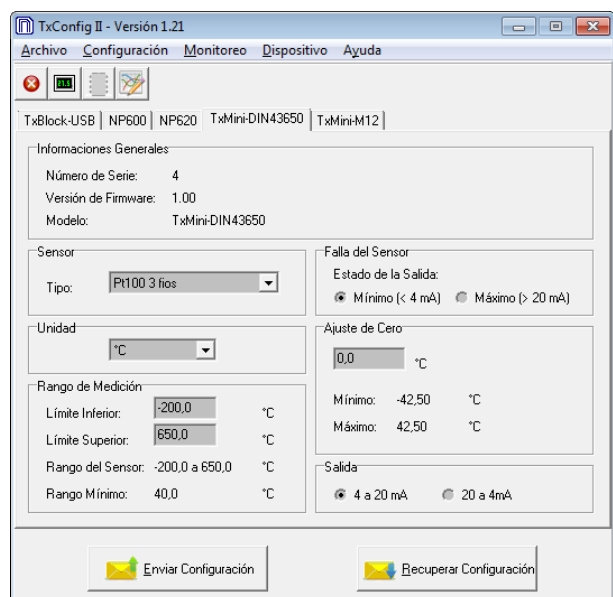 TxConfig II - Versión 1.21
Archivo Configuración Monitoreo Dispositivo Ayuda
31.5
TxBlock-USB NP600 NP620 TxMini-DIN43650 TxMini-M12
Informaciones Generales
Número de Serie: 4
Versión de Firmware: 1.00
Modelo: TxMini-DIN43650
Sensor
Tipo: Pt100 3 fios
Falla del Sensor
Estado de la Salida:
Mínimo (< 4 mA) Máximo (> 20 mA)
Unidad
°C
Ajuste de Cero
0,0 °C
Mínimo: -42,50 °C
Máximo: 42,50 °C
Rango de Medición
Límite Inferior: -200,0 °C
Límite Superior: 650,0 °C
Rango del Sensor: -200,0 a 650,0 °C
Rango Mínimo: 40,0 °C
Salida
4 a 20 mA 20 a 4mA
Enviar Configuración Recuperar Configuración